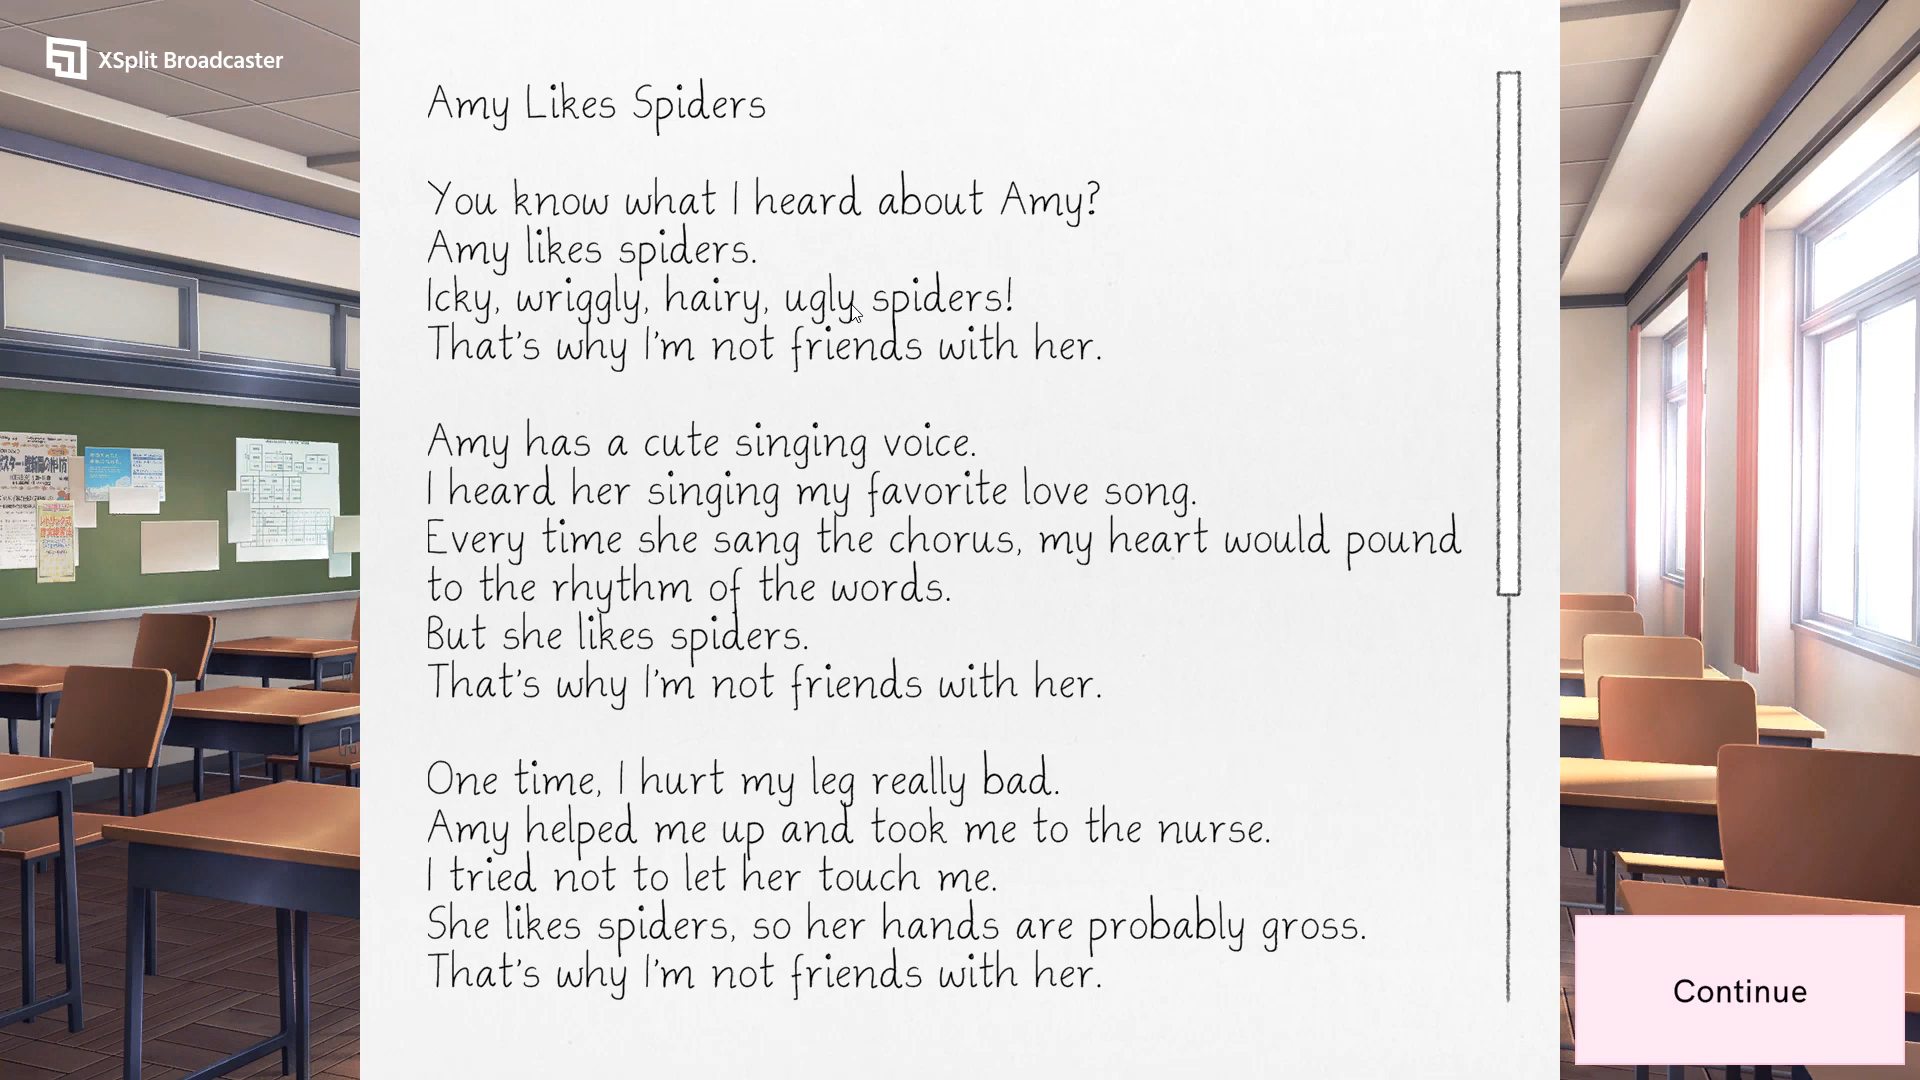 XSplit Broadcaster
Amy Likes Spiders
You know what I heard about Amy?
Amy likes spiders.
Icky, wriggly, hairy, ugly spiders!
That's why I'm not friends with her.
Amy has a cute singing voice.
I heard her singing my favorite love song.
Every time she sang the chorus, my heart would pound
to the rhythm of the words.
But she likes spiders.
That's why I'm not friends with her.
One time, I hurt my leg really bad.
Amy helped me up and took me to the nurse.
I tried not to let her touch me.
She likes spiders, so her hands are probably gross.
That's why I'm not friends with her.
Continue